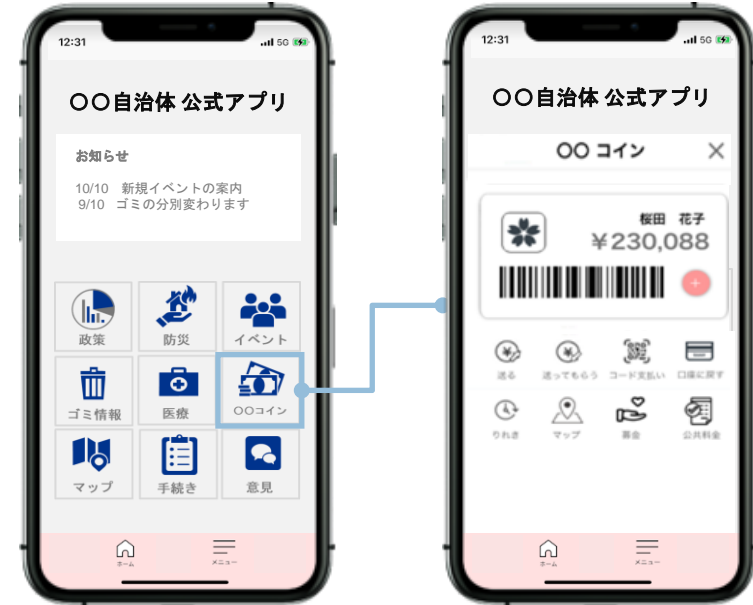 12:31
5G
〇〇自治体 公式アプリ
お知らせ
10/10 新規イベントの案内
9/10 ゴミの分別変わります
政策
防災
イベント
ゴミ情報
医療
〇〇コイン
マップ
手続き
意見
ホーム
メニュー
12:31
5G
〇〇自治体 公式アプリ
〇〇 コイン
桜田 花子
¥230,088
送る
送ってもらう
コード支払い
口座に戻す
りれき
マップ
募金
公共料金
ホーム
メニュー